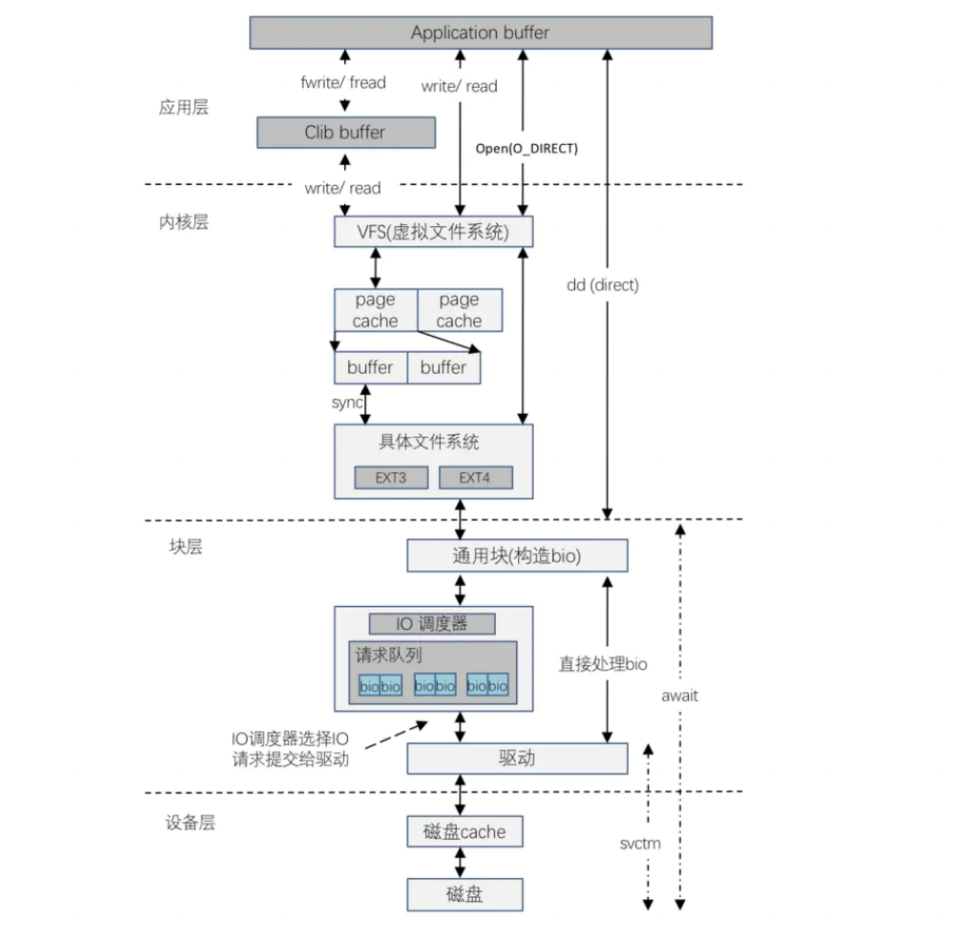 Application buffer
fwrite/ fread
write/ read
应用层
Clib buffer
Open(O_DIRECT)
write/ read
内核层
VFS(虚拟文件系统)
dd (direct)
page
cache
page
cache
buffer
buffer
sync
具体文件系统
EXT3
EXT4
块层
通用块(构造bio)
IO 调度器
请求队列
bio
bio
bio
bio
bio
bio
直接处理bio
await
IO调度器选择IO
请求提交给驱动
驱动
设备层
磁盘cache
svctm
磁盘